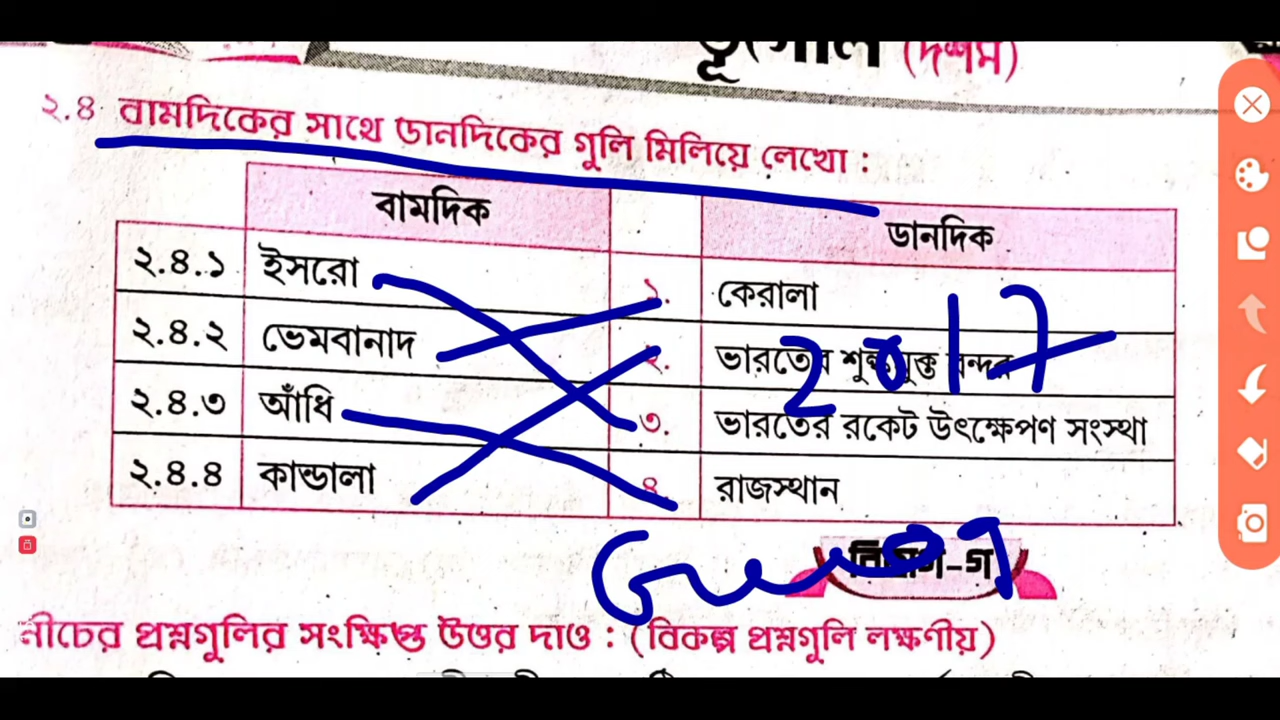 ভূগোল (দশম)
২.৪ বামদিকের সাথে ডানদিকের গুলি মিলিয়ে লেখো :
বামদিক ডানদিক
২.৪.১ ইসরো ১. কেরালা
২.৪.২ ভেমবানাদ ২. ভারতের শুল্কমুক্ত বন্দর
২.৪.৩ আঁধি ৩. ভারতের রকেট উৎক্ষেপণ সংস্থা
২.৪.৪ কান্ডালা ৪. রাজস্থান
2017
বিভাগ-গ
নীচের প্রশ্নগুলির সংক্ষিপ্ত উত্তর দাও : (বিকল্প প্রশ্নগুলি লক্ষণীয়)